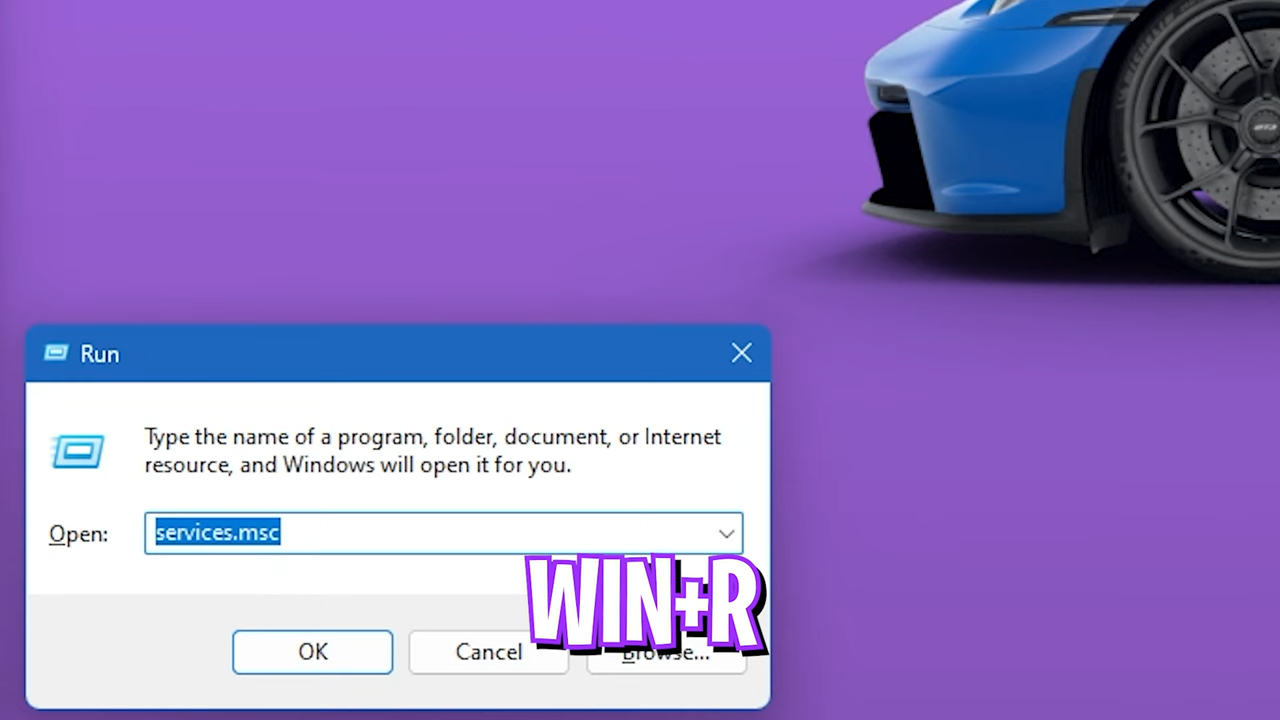 Run
Type the name of a program, folder, document, or Internet
resource, and Windows will open it for you.
Open:
services.msc
WIN+R
OK
Cancel
Browse...